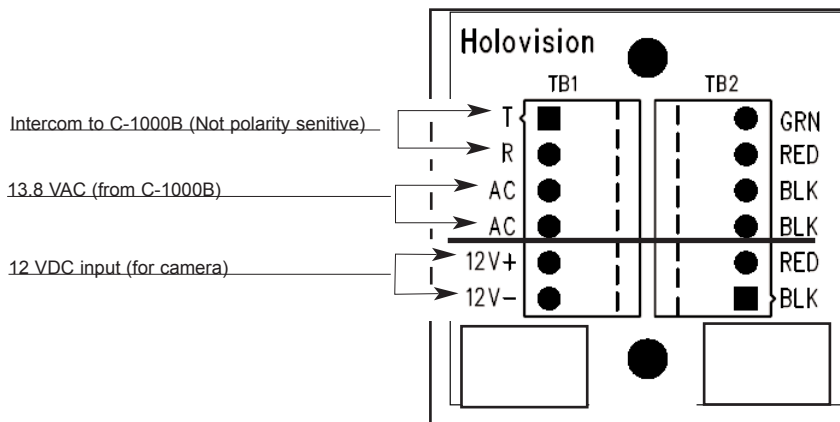 Holovision
TB1 TB2
Intercom to C-1000B (Not polarity senitive)
T GRN
R RED
13.8 VAC (from C-1000B)
AC BLK
AC BLK
12 VDC input (for camera)
12V+ RED
12V- BLK